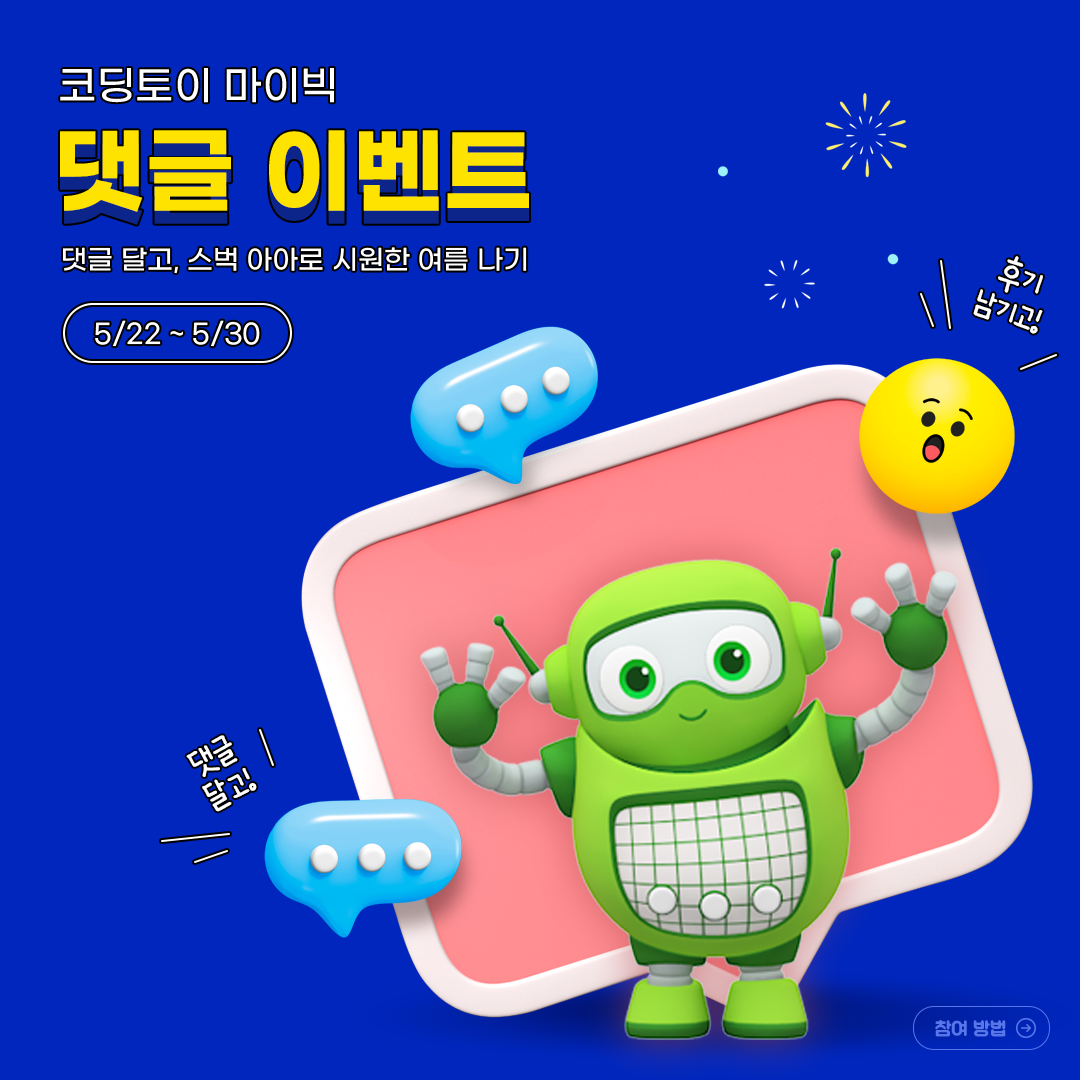 코딩토이 마이빅
댓글 이벤트
댓글 달고, 스벅 아아로 시원한 여름 나기
5/22 ~ 5/30
후기
남기고!
댓글
달고!
참여 방법